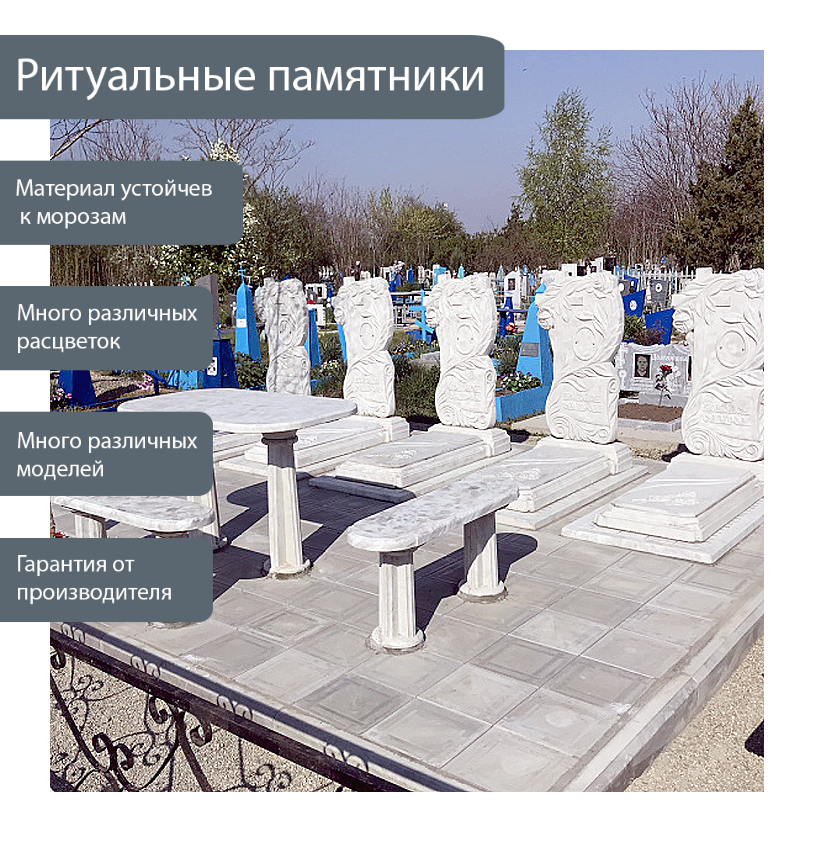 Ритуальные памятники
Материал устойчев
к морозам
Много различных
расцветок
Много различных
моделей
Гарантия от
производителя